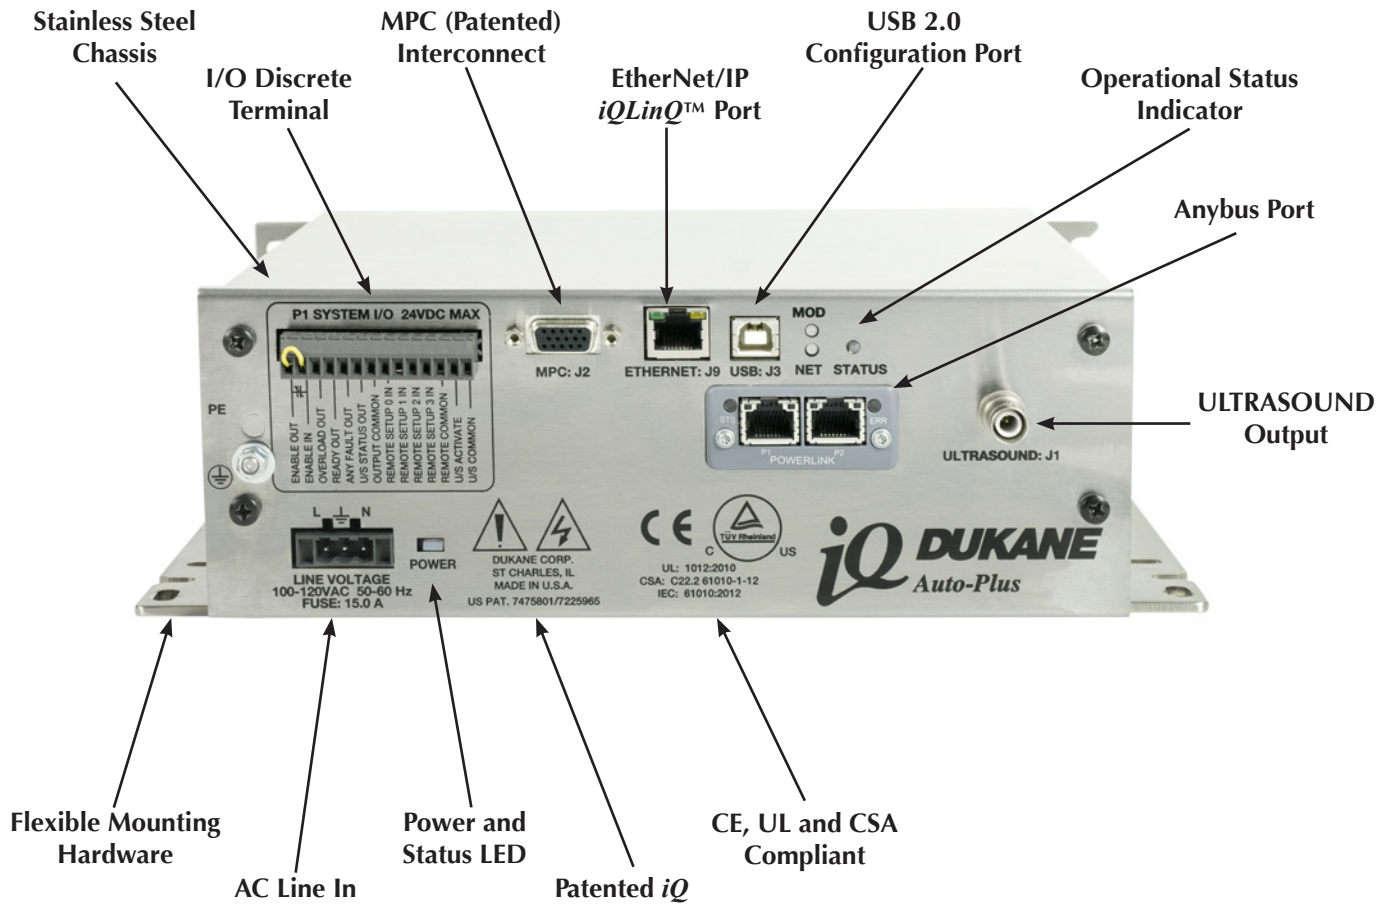 Stainless Steel
Chassis
MPC (Patented)
Interconnect
USB 2.0
Configuration Port
I/O Discrete
Terminal
EtherNet/IP
iQLinQ™ Port
Operational Status
Indicator
Anybus Port
ULTRASOUND
Output
P1 SYSTEM I/O 24VDC MAX
ENABLE OUT
ENABLE IN
OVERLOAD OUT
READY OUT
ANY FAULT OUT
U/S STATUS OUT
OUTPUT COMMON
REMOTE SETUP 0 IN
REMOTE SETUP 1 IN
REMOTE SETUP 2 IN
REMOTE SETUP 3 IN
REMOTE COMMON
U/S ACTIVATE
U/S COMMON
PE
MPC: J2
ETHERNET: J9
USB: J3
MOD
NET
STATUS
STS
ERR
P1
P2
POWERLINK
ULTRASOUND: J1
L N
LINE VOLTAGE
100-120VAC 50-60 Hz
FUSE: 15.0 A
POWER
DUKANE CORP.
ST CHARLES, IL
MADE IN U.S.A.
US PAT. 7475801/7225965
CE
TÜV Rheinland
C US
UL: 1012:2010
CSA: C22.2 61010-1-12
IEC: 61010:2012
iQ DUKANE
Auto-Plus
Flexible Mounting
Hardware
AC Line In
Power and
Status LED
Patented iQ
CE, UL and CSA
Compliant